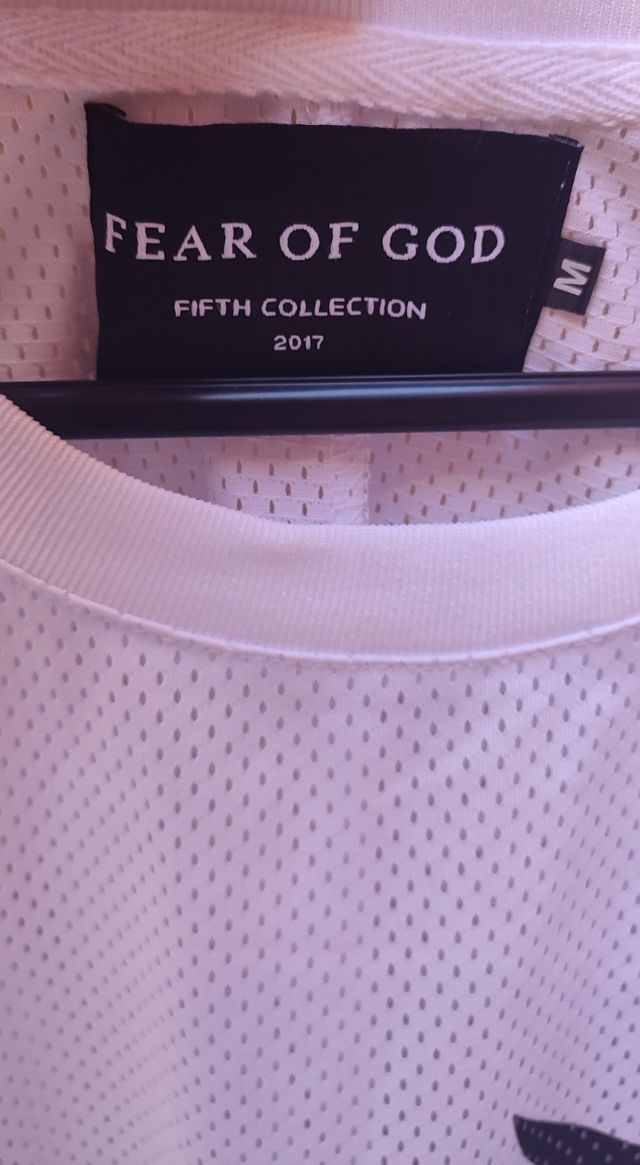 FEAR OF GOD
FIFTH COLLECTION
2017
M